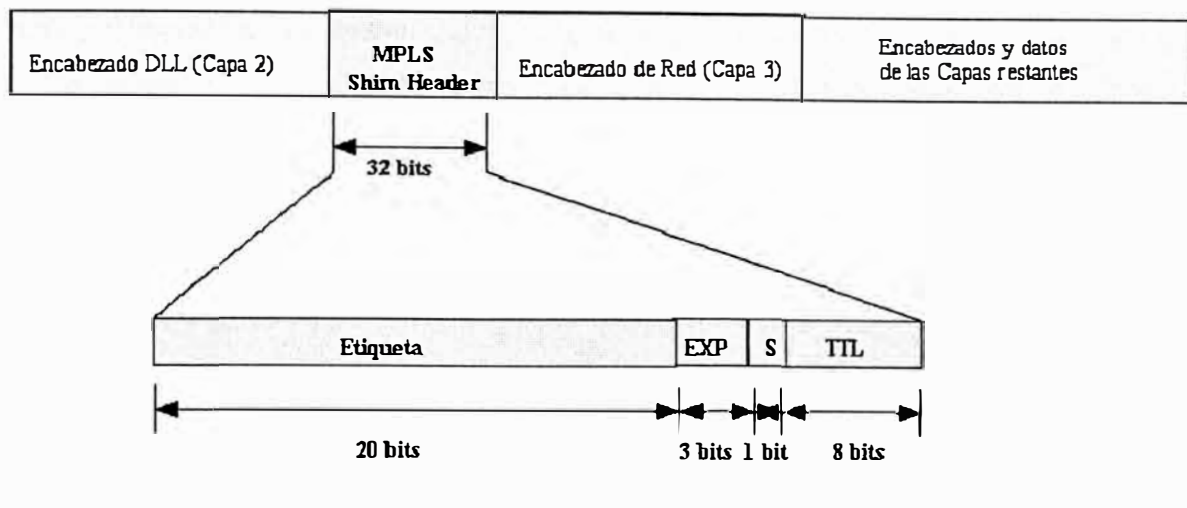 Encabezado DLL (Capa 2)
MPLS
Shim Header
Encabezado de Red (Capa 3)
Encabezados y datos
de las Capas restantes
32 bits
Etiqueta
EXP
S
TTL
20 bits
3 bits
1 bit
8 bits